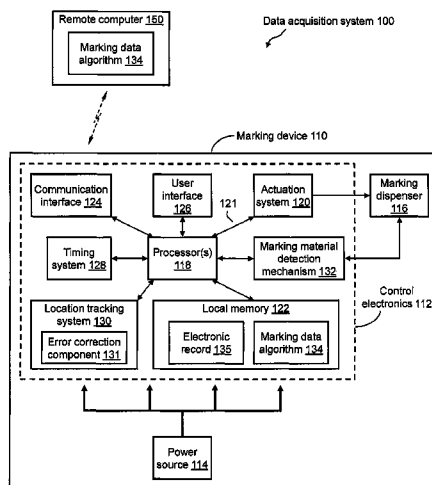 Remote computer 150
Marking data
algorithm 134
Data acquisition system 100
Marking device 110
Communication
interface 124
User
interface
126
Actuation
system 120
121
Marking
dispenser
116
Timing
system 128
Processor(s)
118
Marking material
detection
mechanism 132
Control
electronics 112
Location tracking
system 130
Error correction
component 131
Local memory 122
Electronic
record 135
Marking data
algorithm 134
Power
source 114